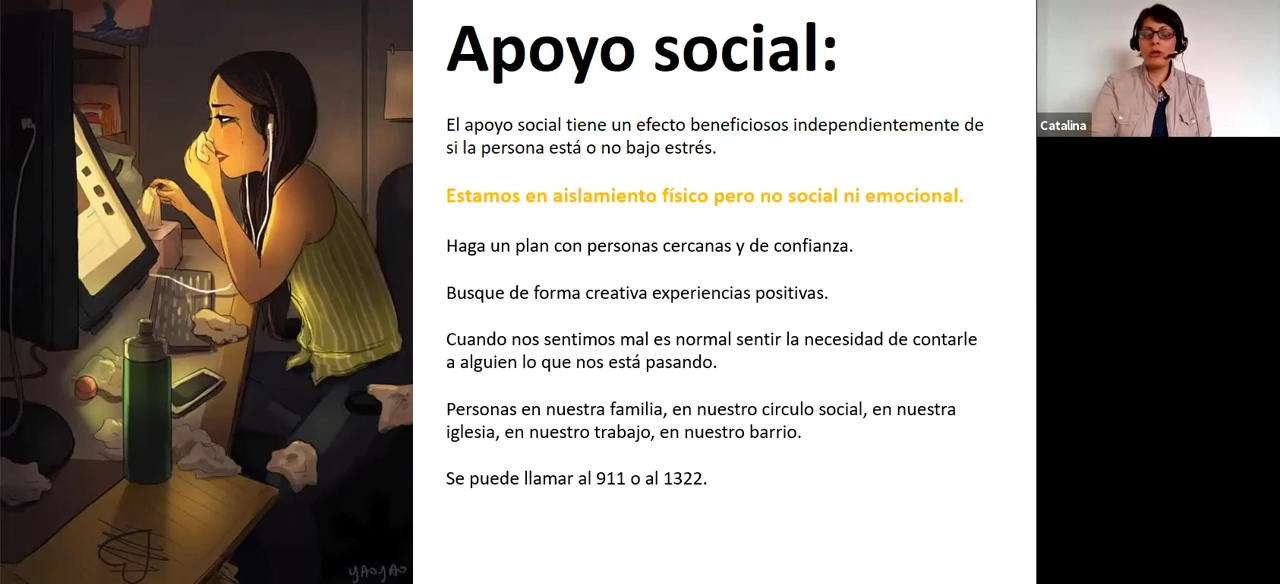 Apoyo social:
El apoyo social tiene un efecto beneficiosos independientemente de
si la persona está o no bajo estrés.
Estamos en aislamiento físico pero no social ni emocional.
Haga un plan con personas cercanas y de confianza.
Busque de forma creativa experiencias positivas.
Cuando nos sentimos mal es normal sentir la necesidad de contarle
a alguien lo que nos está pasando.
Personas en nuestra familia, en nuestro circulo social, en nuestra
iglesia, en nuestro trabajo, en nuestro barrio.
Se puede llamar al 911 o al 1322.
Catalina
yaoyao